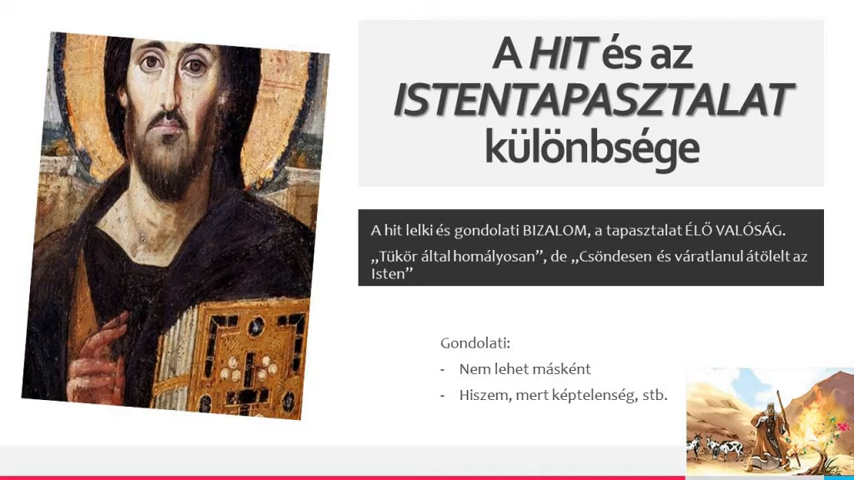 A HIT és az
ISTENTAPASZTALAT
különbsége
A hit lelki és gondolati BIZALOM, a tapasztalat ÉLŐ VALÓSÁG.
„Tükör által homályosan”, de „Csöndesen és váratlanul átölelt az
Isten”
Gondolati:
- Nem lehet másként
- Hiszem, mert képtelenség, stb.